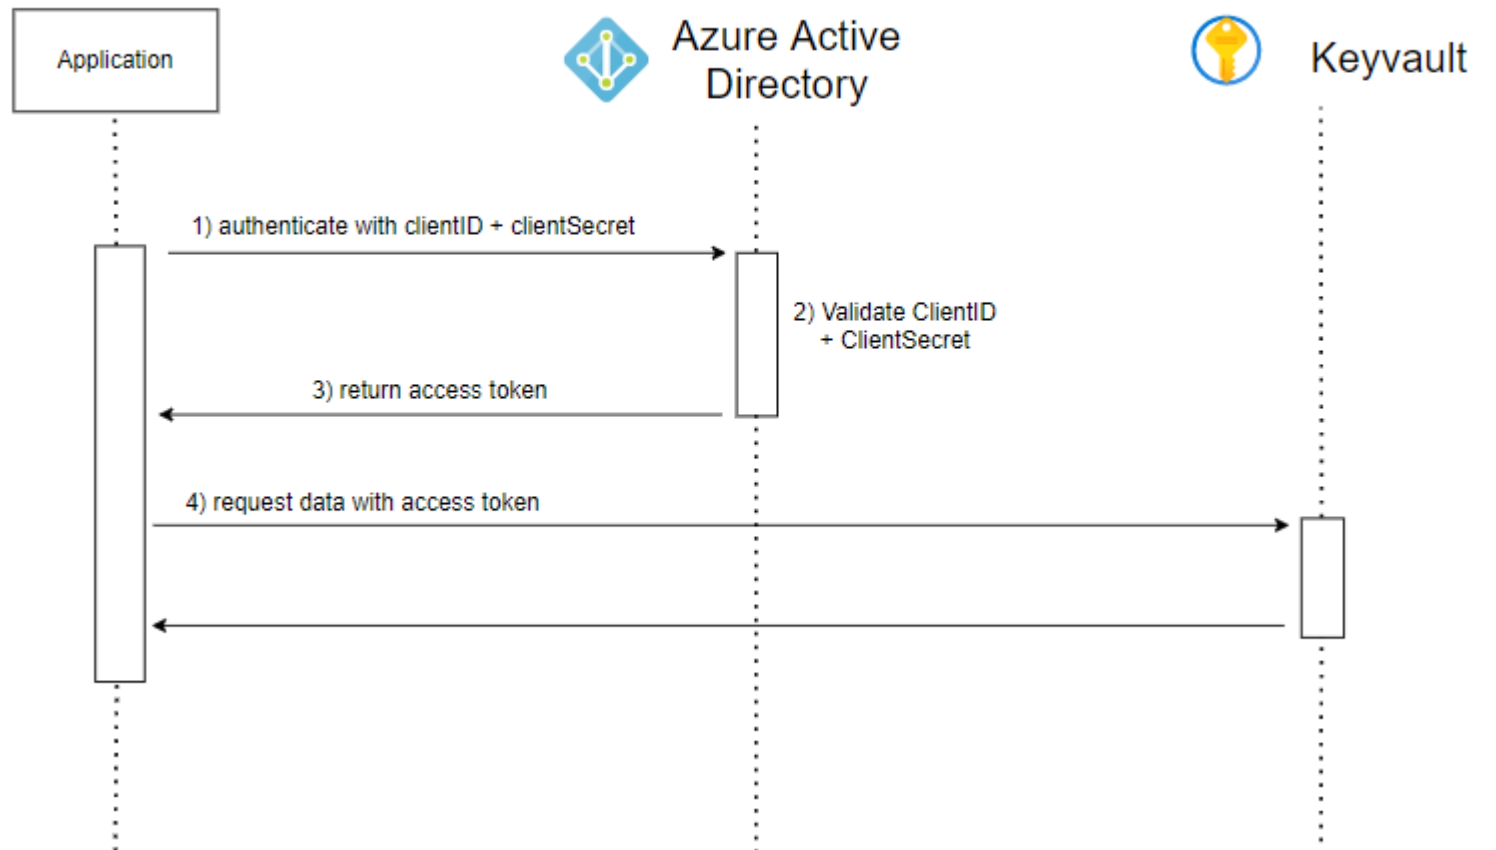 Application
Azure Active
Directory
Keyvault
1) authenticate with clientID + clientSecret
2) Validate ClientID
+ ClientSecret
3) return access token
4) request data with access token